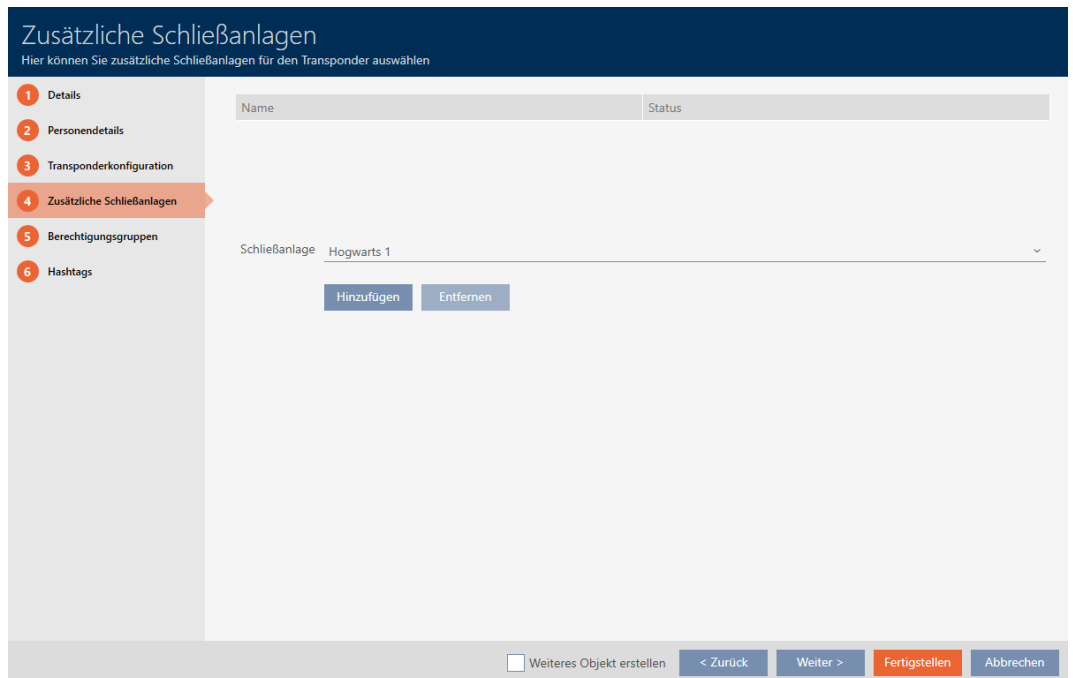 Zusätzliche Schließanlagen
Hier können Sie zusätzliche Schließanlagen für den Transponder auswählen
1 Details
2 Personendetails
3 Transponderkonfiguration
4 Zusätzliche Schließanlagen
5 Berechtigungsgruppen
6 Hashtags
Name Status
Schließanlage Hogwarts 1
Hinzufügen Entfernen
Weiteres Objekt erstellen < Zurück Weiter > Fertigstellen Abbrechen